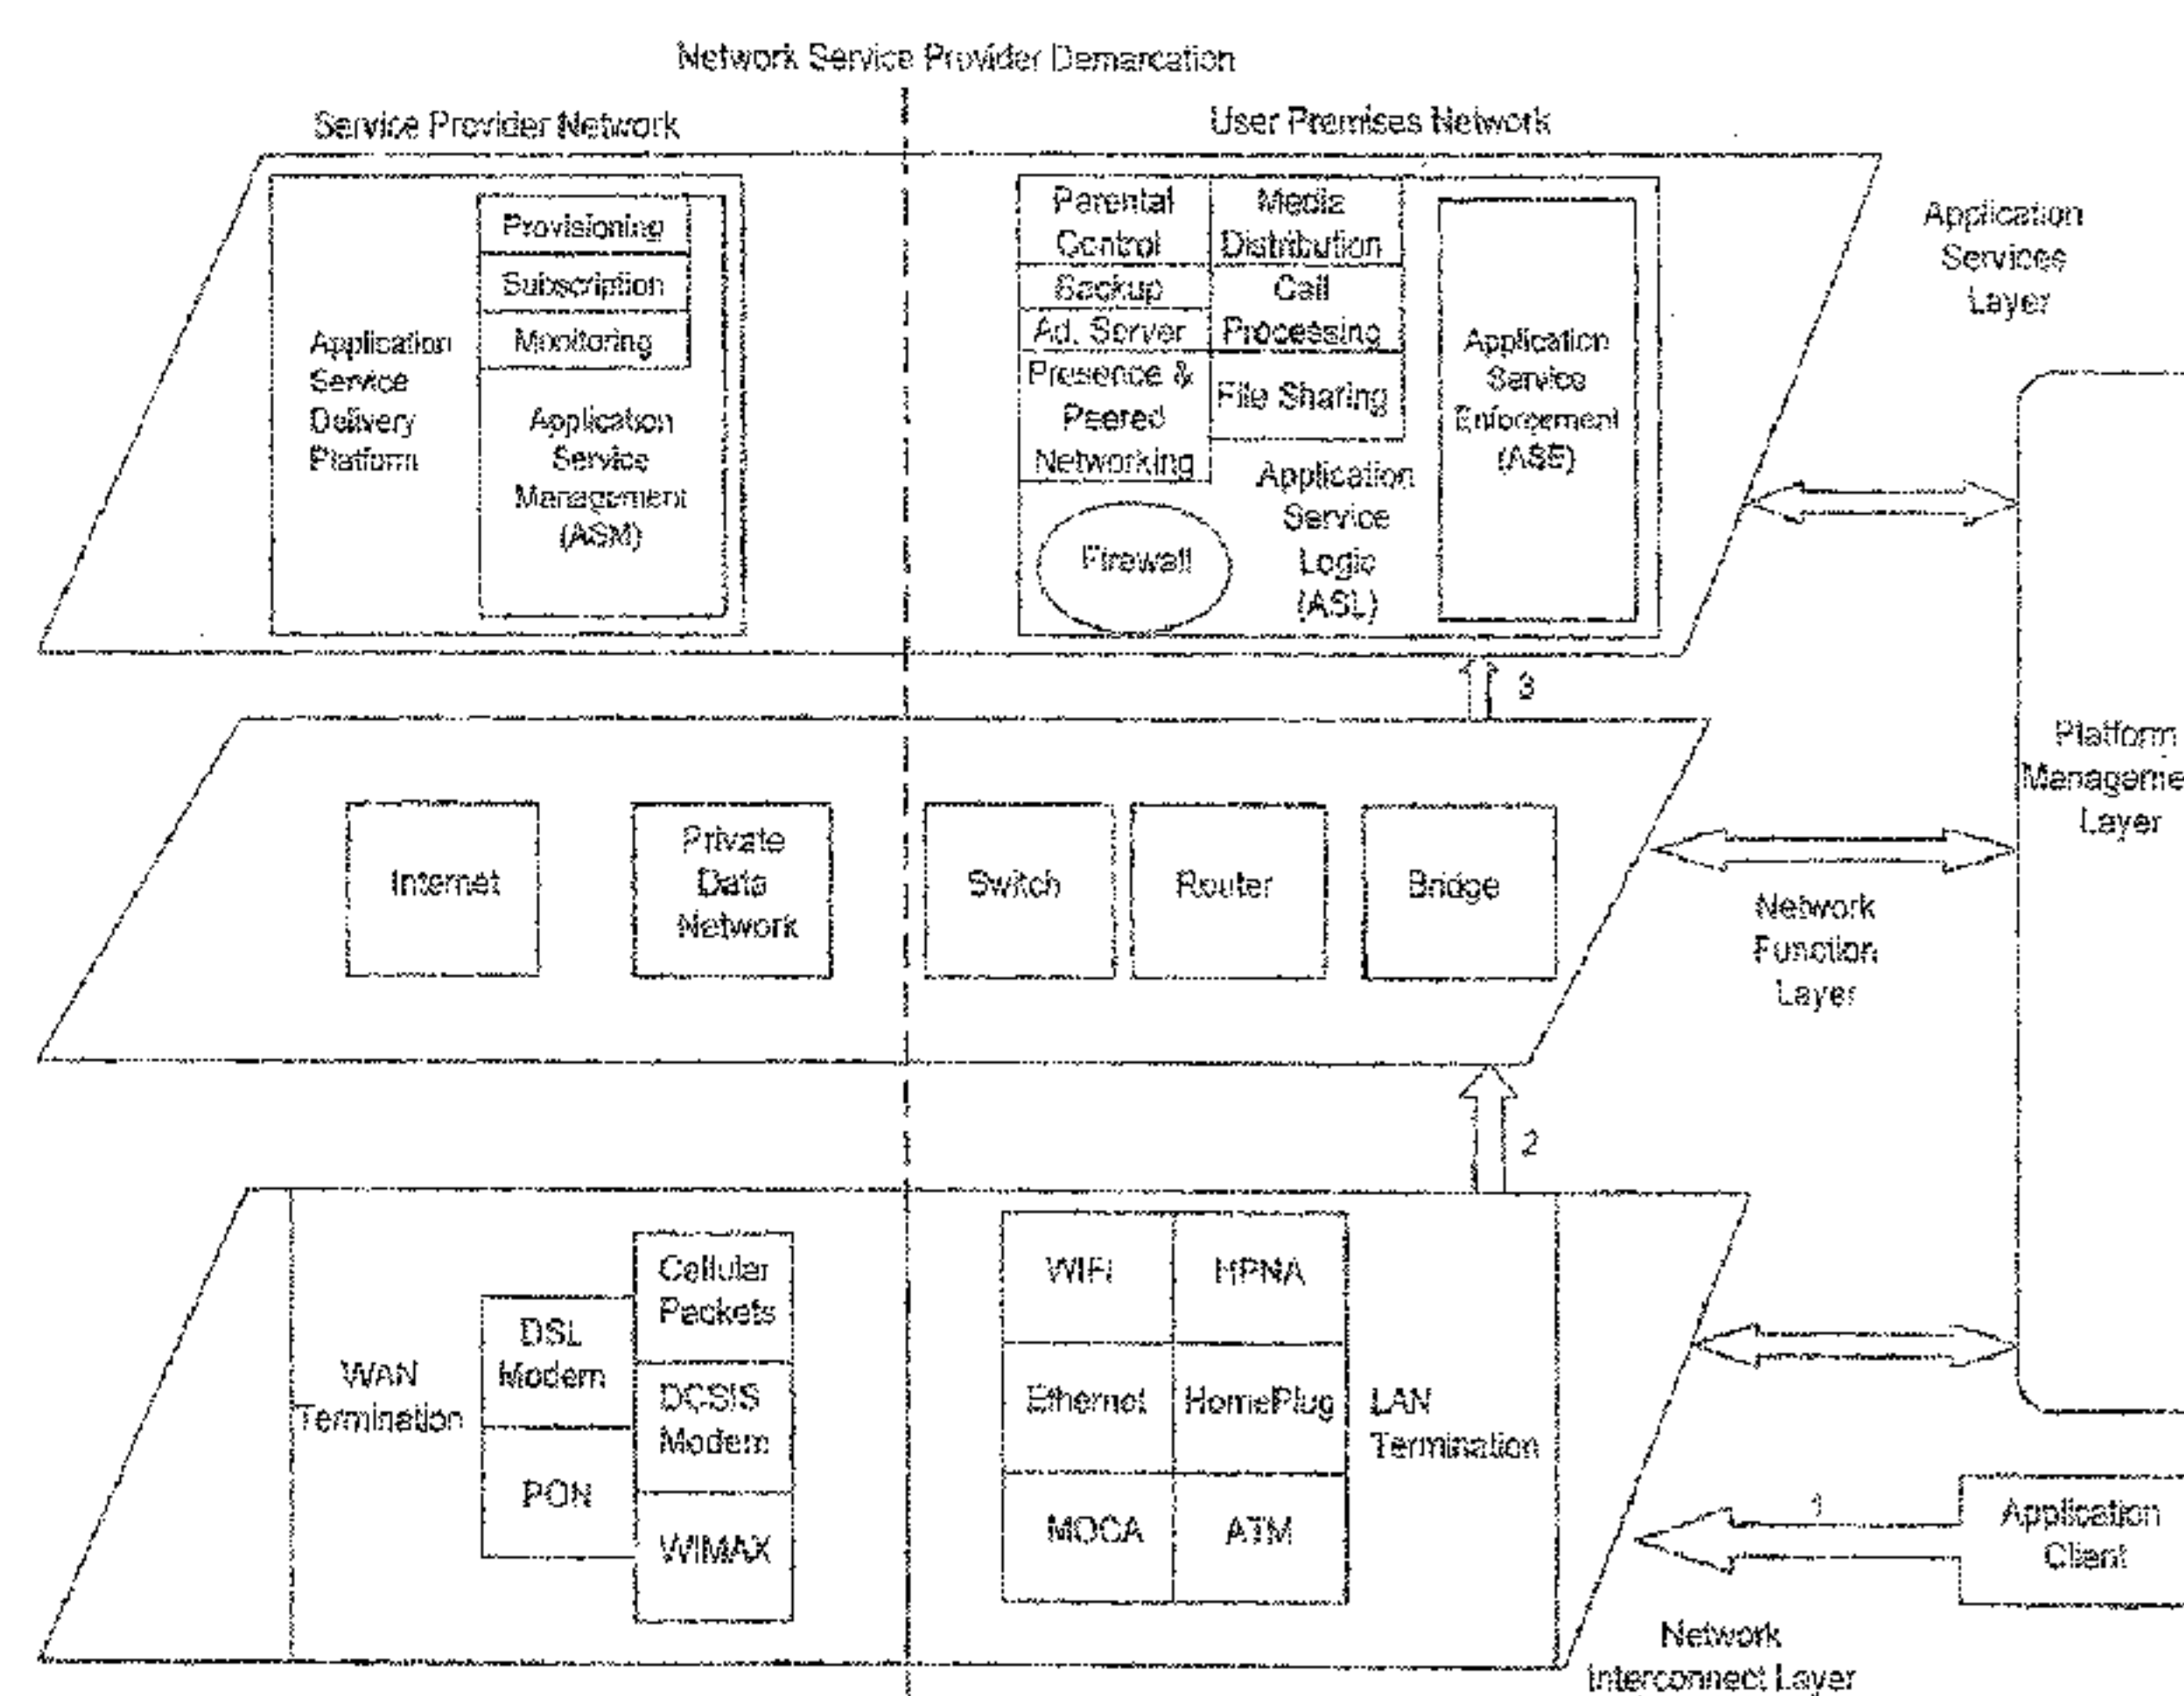 Network Service Provider Demarcation
Service Provider Network
User Premises Network
Provisioning
Subscription
Monitoring
Application
Service
Delivery
Platform
Application
Service
Management
(ASM)
Parental
Control
Media
Distribution
Backup
Call
Processing
Ad. Server
Presence &
Peered
Networking
File Sharing
Application
Service
Logic
(ASL)
Firewall
Application
Service
Enforcement
(ASE)
Application
Services
Layer
3
Internet
Private
Data
Network
Switch
Router
Bridge
Network
Function
Layer
Platform
Manageme
Layer
2
WAN
Termination
DSL
Modem
PON
Cellular
Packets
DCSIS
Modem
WIMAX
WIFI
HPNA
Ethernet
HomePlug
MOCA
ATM
LAN
Termination
1
Application
Client
Network
Interconnect Layer